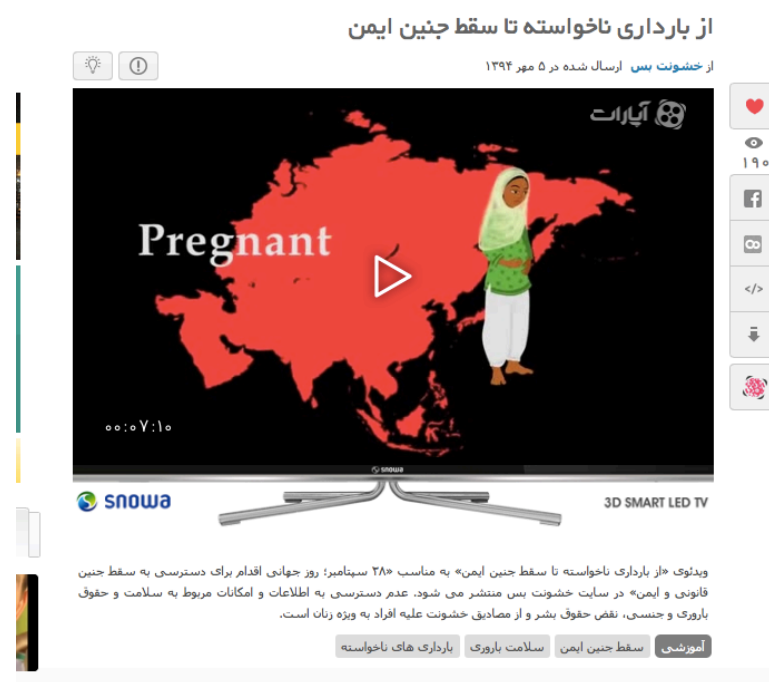 از بارداری ناخواسته تا سقط جنین ایمن
از خشونت بس ارسال شده در ۵ مهر ۱۳۹۴
آپارات
۱۹۰
Pregnant
</>
۰۰:۰۷:۱۰
snowa
snowa
3D SMART LED TV
ویدئوی «از بارداری ناخواسته تا سقط جنین ایمن» به مناسبت «۲۸ سپتامبر؛ روز جهانی اقدام برای دسترسی به سقط جنین
قانونی و ایمن» در سایت خشونت بس منتشر می شود. عدم دسترسی به اطلاعات و امکانات مربوط به سلامت و حقوق
باروری و جنسی، نقض حقوق بشر و از مصادیق خشونت علیه افراد به ویژه زنان است.
آموزشی سقط جنین ایمن سلامت باروری بارداری های ناخواسته